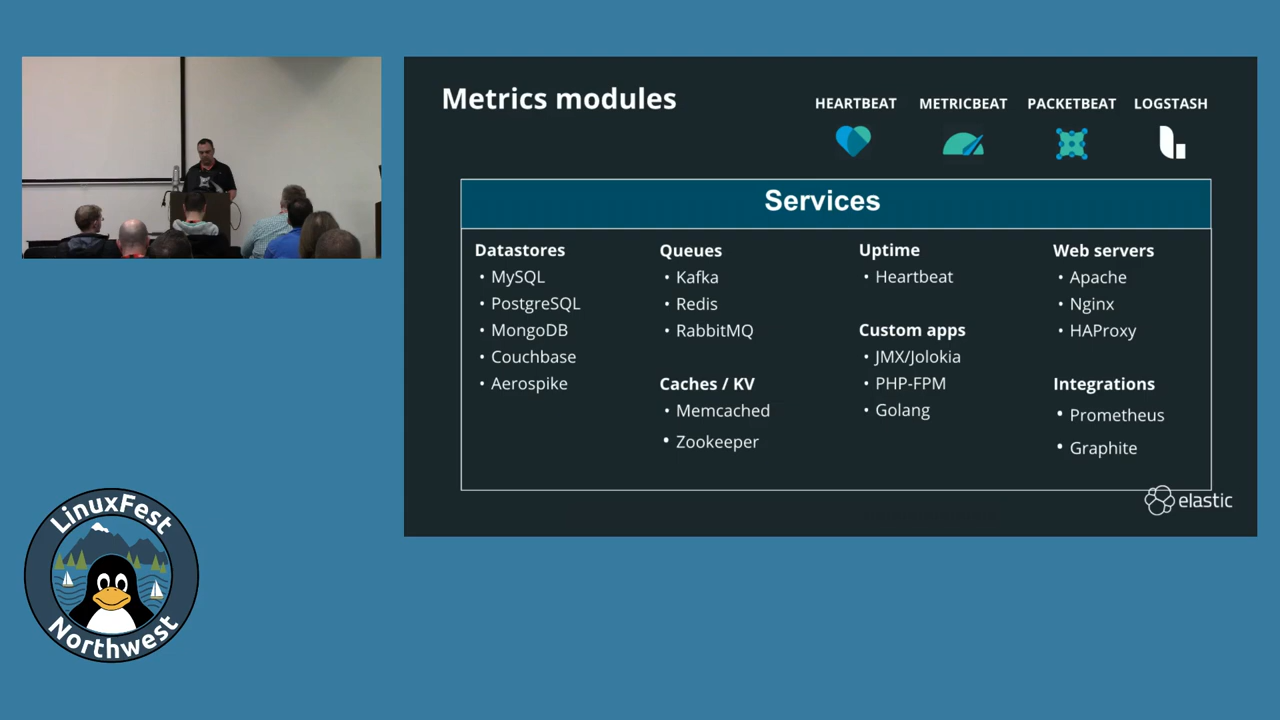 Metrics modules
HEARTBEAT METRICBEAT PACKETBEAT LOGSTASH
Services
Datastores
• MySQL
• PostgreSQL
• MongoDB
• Couchbase
• Aerospike
Queues
• Kafka
• Redis
• RabbitMQ
Caches / KV
• Memcached
• Zookeeper
Uptime
• Heartbeat
Custom apps
• JMX/Jolokia
• PHP-FPM
• Golang
Web servers
• Apache
• Nginx
• HAProxy
Integrations
• Prometheus
• Graphite
elastic
LinuxFest
Northwest